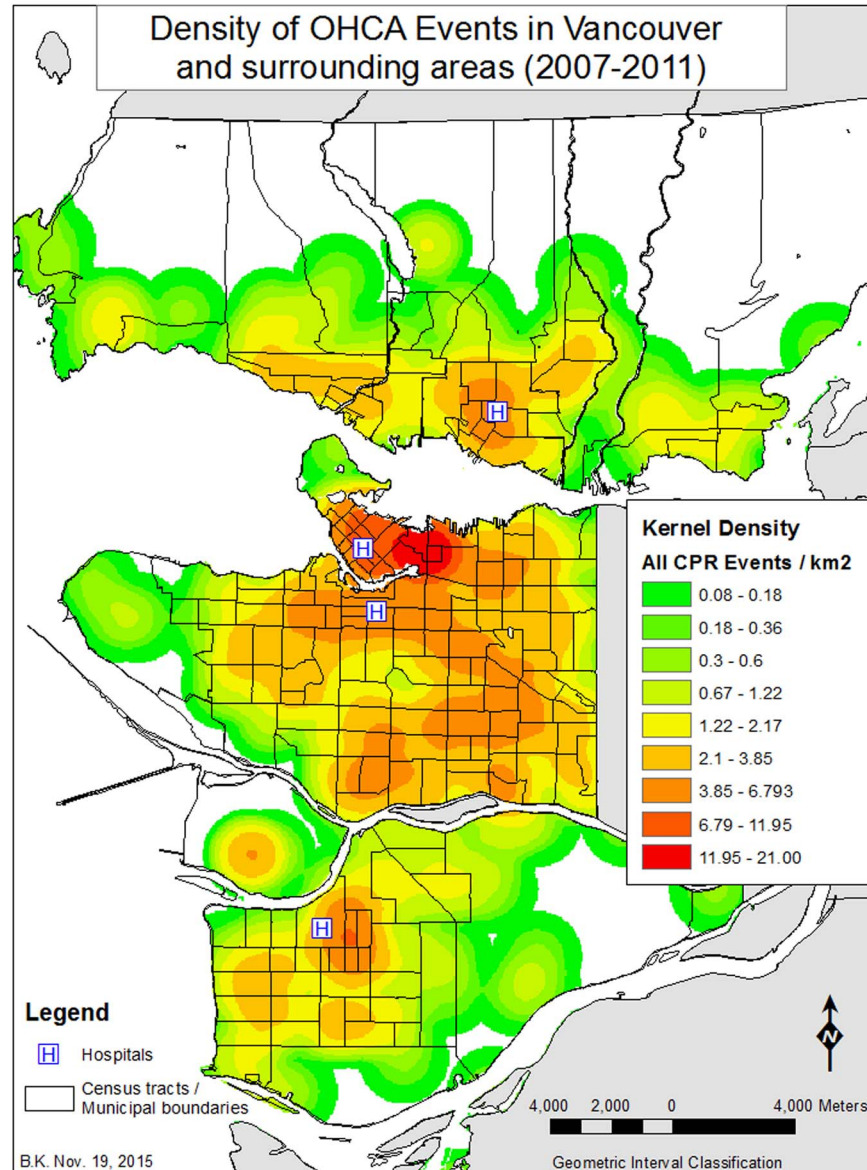 Density of OHCA Events in Vancouver
and surrounding areas (2007-2011)
H
H
H
H
Kernel Density
All CPR Events / km2
0.08 - 0.18
0.18 - 0.36
0.3 - 0.6
0.67 - 1.22
1.22 - 2.17
2.1 - 3.85
3.85 - 6.793
6.79 - 11.95
11.95 - 21.00
Legend
H Hospitals
Census tracts /
Municipal boundaries
N
4,000 2,000 0 4,000 Meters
B.K. Nov. 19, 2015
Geometric Interval Classification